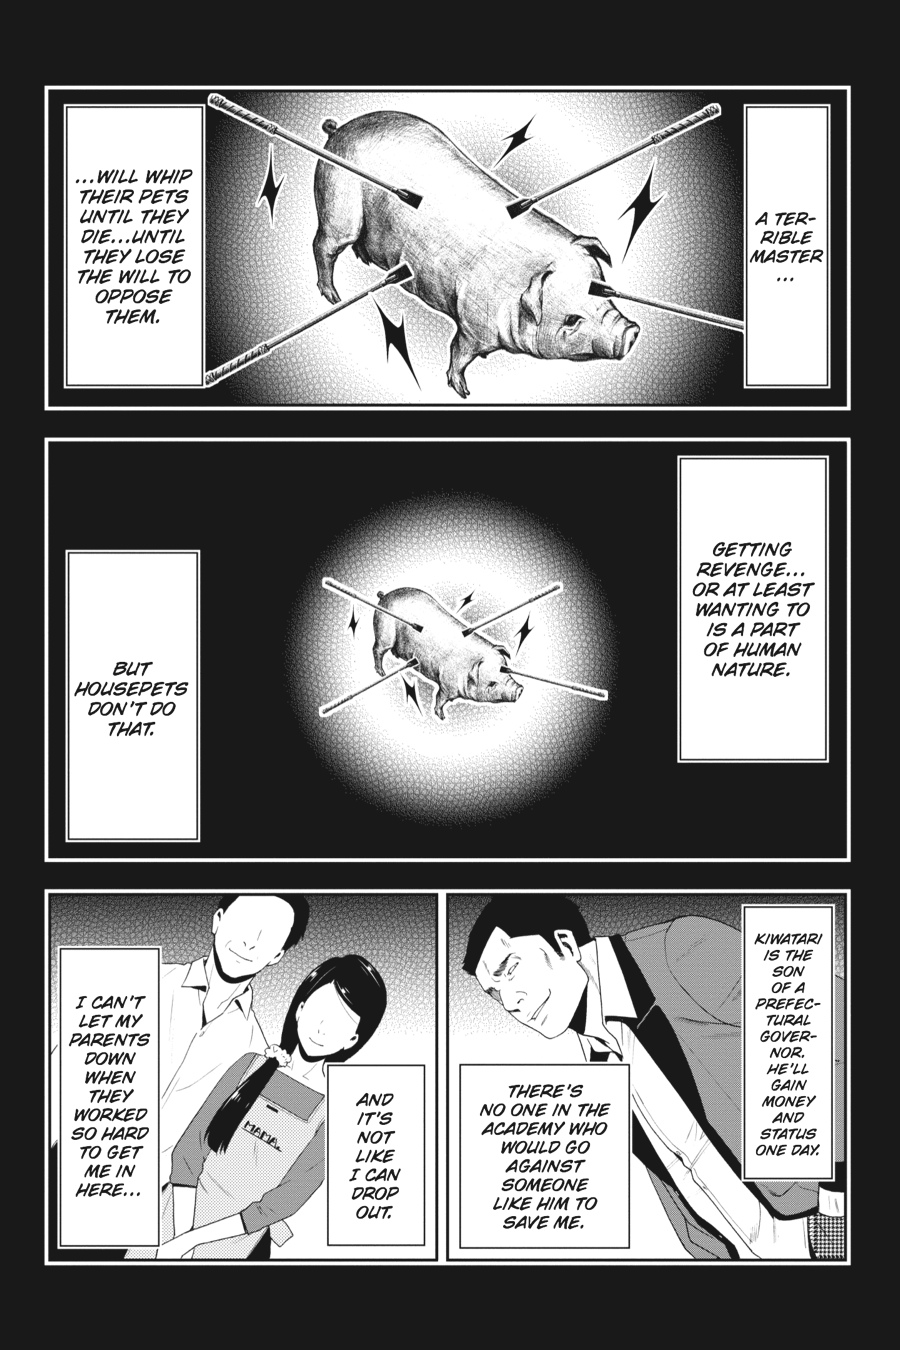 A TER-
RIBLE
MASTER
...
...WILL WHIP
THEIR PETS
UNTIL THEY
DIE...UNTIL
THEY LOSE
THE WILL TO
OPPOSE
THEM.
GETTING
REVENGE...
OR AT LEAST
WANTING TO
IS A PART
OF HUMAN
NATURE.
BUT
HOUSEPETS
DON'T DO
THAT.
KIWATARI
IS THE
SON
OF A
PREFEC-
TURAL
GOVER-
NOR.
HE'LL
GAIN
MONEY
AND
STATUS
ONE DAY.
THERE'S
NO ONE IN THE
ACADEMY WHO
WOULD GO
AGAINST
SOMEONE
LIKE HIM TO
SAVE ME.
AND
IT'S
NOT
LIKE
I CAN
DROP
OUT.
MAMA
I CAN'T
LET MY
PARENTS
DOWN
WHEN
THEY
WORKED
SO HARD
TO GET
ME IN
HERE...